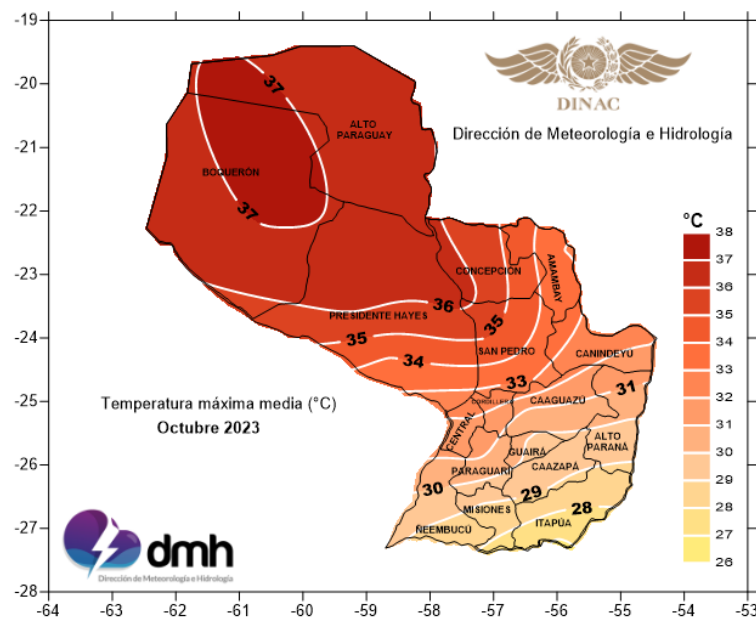 -19
-20
-21
-22
-23
-24
-25
-26
-27
-28
-64
-63
-62
-61
-60
-59
-58
-57
-56
-55
-54
-53
DINAC
Dirección de Meteorología e Hidrología
37
ALTO
PARAGUAY
BOQUERÓN
37
CONCEPCIÓN
AMAMBAY
36
PRESIDENTE HAYES
35
35
34
SAN PEDRO
CANINDEYÚ
33
31
CORDILLERA
CAAGUAZÚ
CENTRAL
ALTO
PARANÁ
GUAIRÁ
PARAGUARÍ
CAAZAPÁ
30
29
MISIONES
28
ÑEEMBUCÚ
ITAPÚA
°C
38
37
36
35
34
33
32
31
30
29
28
27
26
Temperatura máxima media (°C)
Octubre 2023
dmh
Dirección de Meteorología e Hidrología